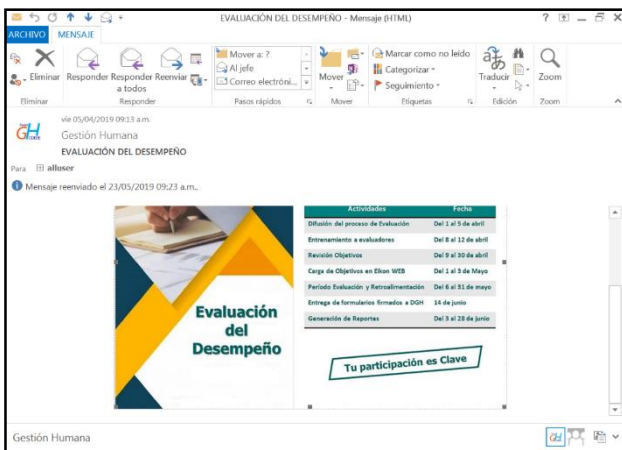 EVALUACIÓN DEL DESEMPEÑO - Mensaje (HTML)
ARCHIVO MENSAJE
Eliminar
Responder Responder a todos Reenviar
Mover a: ?
Al jefe
Correo electróni...
Mover
Marcar como no leído
Categorizar
Seguimiento
Traducir
Zoom
Eliminar Responder Pasos rápidos Mover Etiquetas Edición Zoom
vie 05/04/2019 09:13 a.m.
Gestión Humana
EVALUACIÓN DEL DESEMPEÑO
Para alluser
Mensaje reenviado el 23/05/2019 09:23 a.m..
Actividades Fecha
Difusión del proceso de Evaluación Del 1 al 5 de abril
Entrenamiento a evaluadores Del 8 al 12 de abril
Revisión Objetivos Del 9 al 30 de abril
Carga de Objetivos en Eikon WEB Del 1 al 3 de Mayo
Período Evaluación y Retroalimentación Del 6 al 31 de mayo
Entrega de formularios firmados a DGH 14 de junio
Generación de Reportes Del 3 al 28 de junio
Evaluación
del
Desempeño
Tu participación es Clave
Gestión Humana